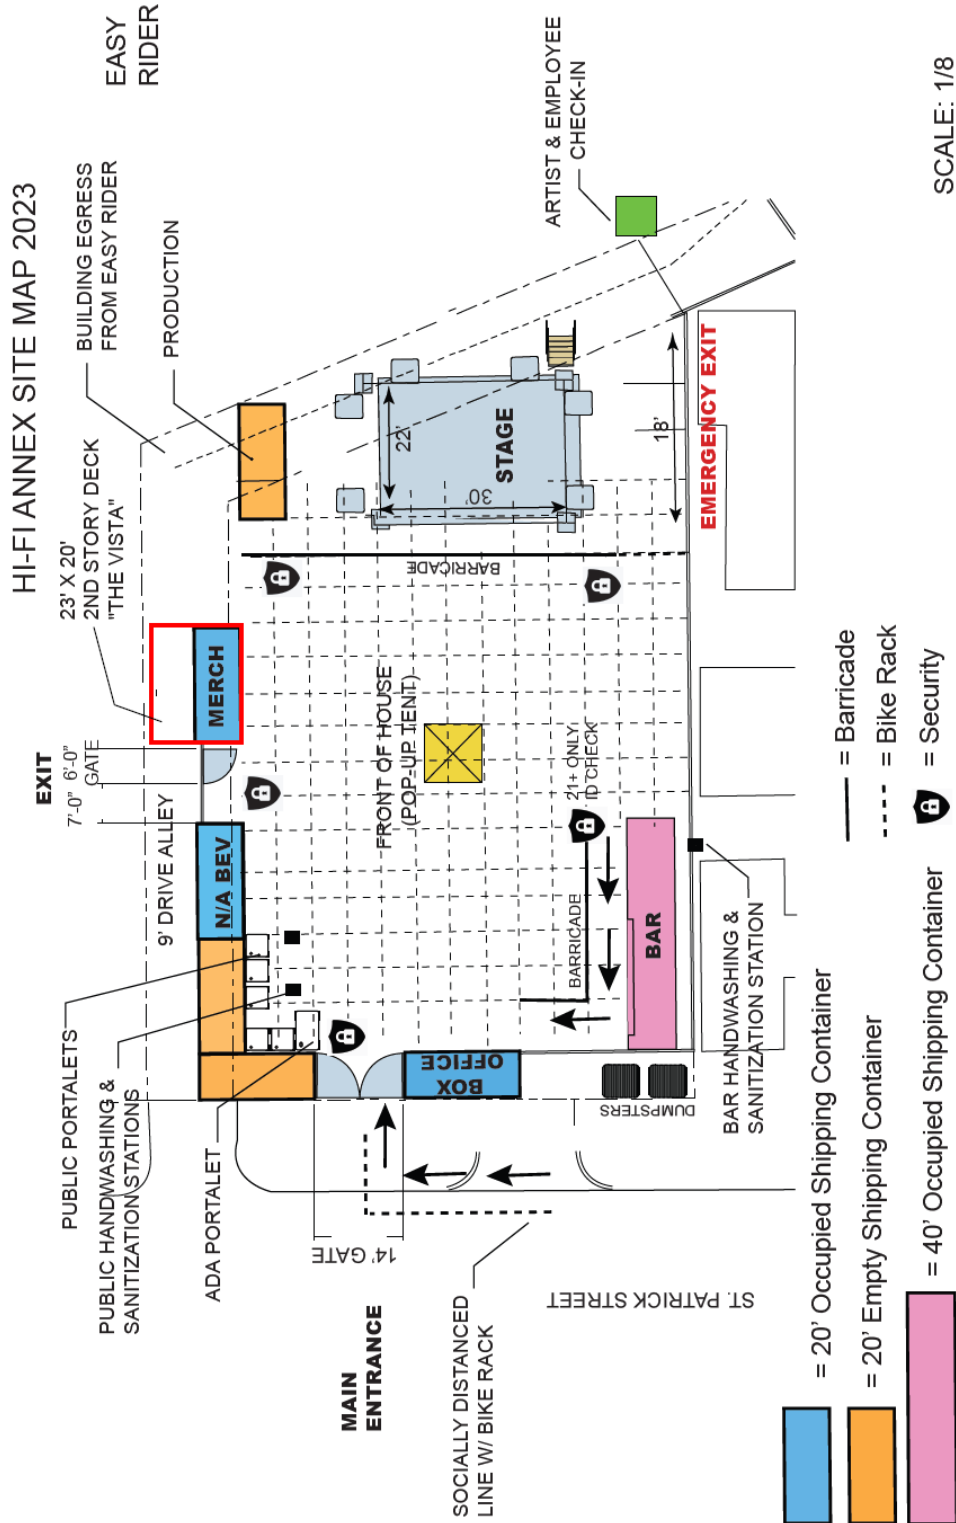 HI-FI ANNEX SITE MAP 2023
EASY
RIDER
BUILDING EGRESS
FROM EASY RIDER
PRODUCTION
23' X 20'
2ND STORY DECK
"THE VISTA"
EXIT
7'-0" 6'-0"
GATE
9' DRIVE ALLEY
MERCH
N/A BEV
PUBLIC PORTALETS
PUBLIC HANDWASHING &
SANITIZATION STATIONS
ADA PORTALET
14' GATE
MAIN
ENTRANCE
SOCIALLY DISTANCED
LINE W/ BIKE RACK
ST. PATRICK STREET
BOX
OFFICE
DUMPSTERS
FRONT OF HOUSE
(POP-UP TENT)
21+ ONLY
ID CHECK
BARRICADE
BAR
BAR HANDWASHING &
SANITIZATION STATION
BARRICADE
STAGE
22'
30'
18'
EMERGENCY EXIT
ARTIST & EMPLOYEE
CHECK-IN
= 20' Occupied Shipping Container
= 20' Empty Shipping Container
= 40' Occupied Shipping Container
= Barricade
= Bike Rack
= Security
SCALE: 1/8